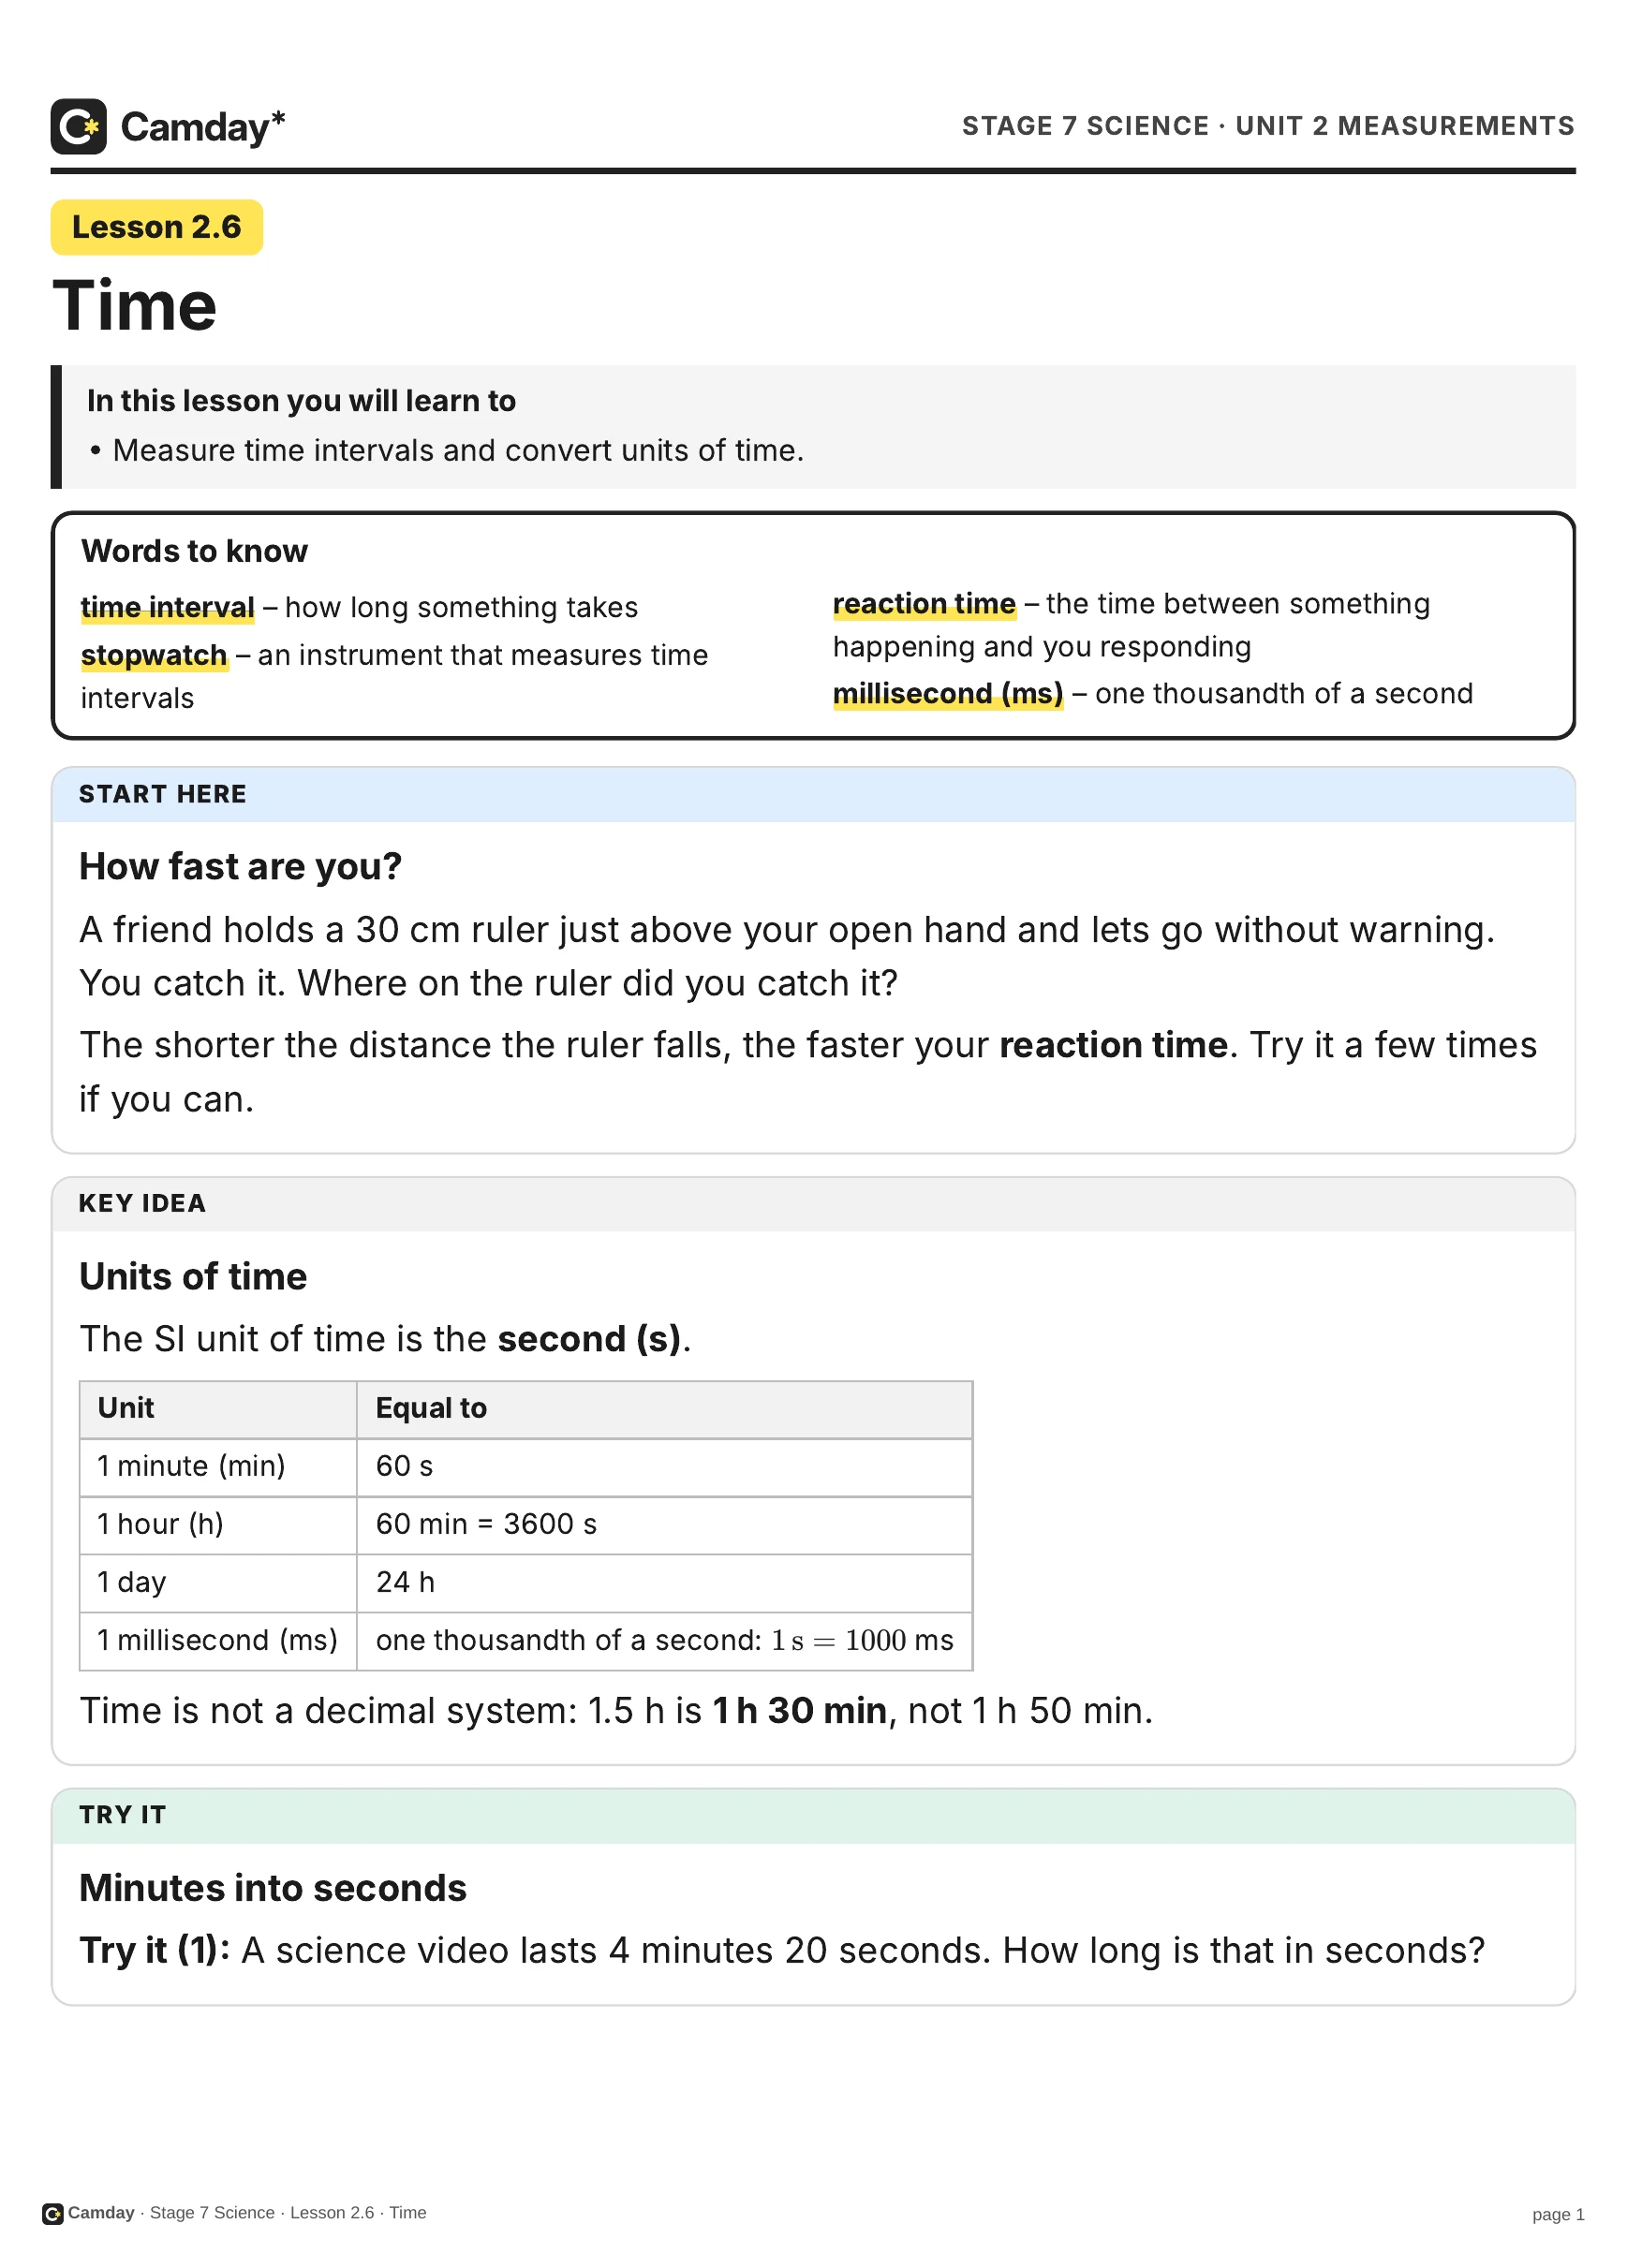 Camday*
STAGE 7 SCIENCE · UNIT 2 MEASUREMENTS
Lesson 2.6
Time
In this lesson you will learn to
• Measure time intervals and convert units of time.
Words to know
time interval – how long something takes
stopwatch – an instrument that measures time
intervals
reaction time – the time between something
happening and you responding
millisecond (ms) – one thousandth of a second
START HERE
How fast are you?
A friend holds a 30 cm ruler just above your open hand and lets go without warning.
You catch it. Where on the ruler did you catch it?
The shorter the distance the ruler falls, the faster your reaction time. Try it a few times
if you can.
KEY IDEA
Units of time
The SI unit of time is the second (s).
Unit Equal to
1 minute (min) 60 s
1 hour (h) 60 min = 3600 s
1 day 24 h
1 millisecond (ms) one thousandth of a second: 1 s = 1000 ms
Time is not a decimal system: 1.5 h is 1 h 30 min, not 1 h 50 min.
TRY IT
Minutes into seconds
Try it (1): A science video lasts 4 minutes 20 seconds. How long is that in seconds?
Camday · Stage 7 Science · Lesson 2.6 · Time
page 1